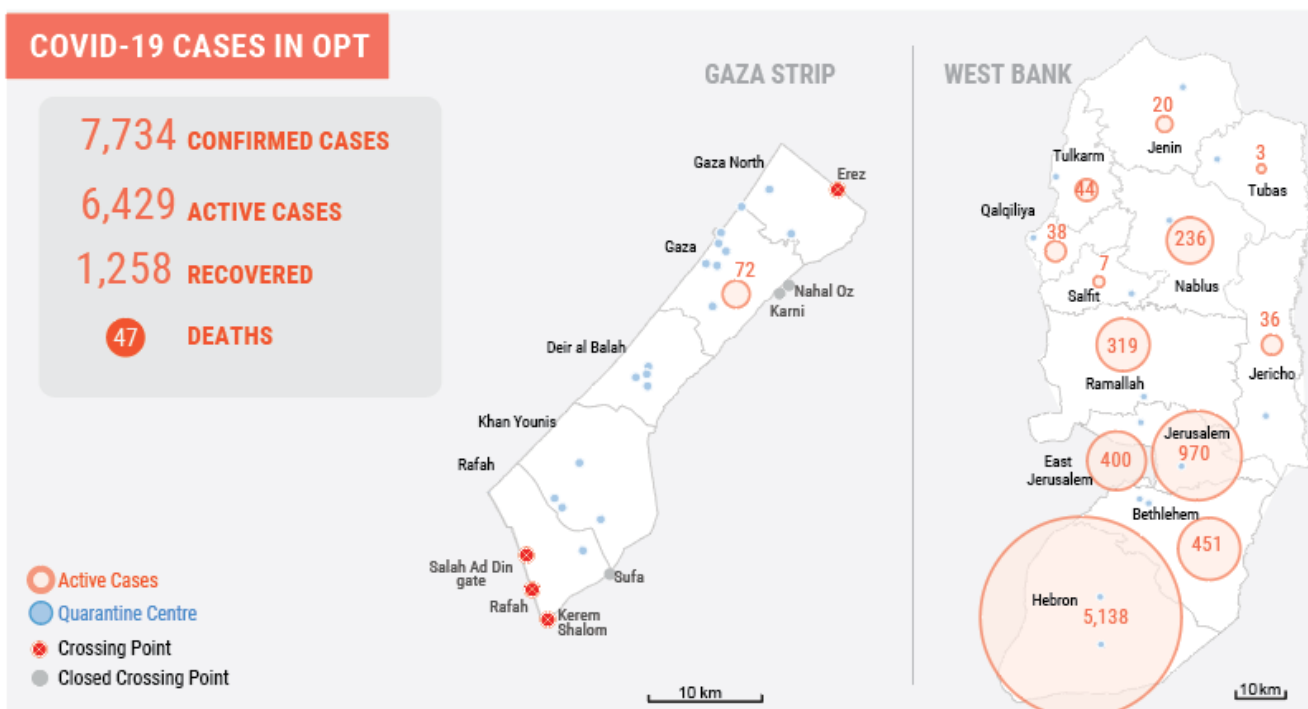 COVID-19 CASES IN OPT
7,734 CONFIRMED CASES
6,429 ACTIVE CASES
1,258 RECOVERED
47 DEATHS
GAZA STRIP
Gaza North
Erez
Gaza
72
Nahal Oz
Karni
Deir al Balah
Khan Younis
Rafah
Salah Ad Din
gate
Sufa
Rafah
Kerem
Shalom
10 km
WEST BANK
20
Jenin
Tulkarm
44
3
Tubas
Qalqiliya
38
236
Nablus
7
Salfit
36
Jericho
319
Ramallah
Jerusalem
970
East
Jerusalem
400
Bethlehem
451
Hebron
5,138
10km
Active Cases
Quarantine Centre
Crossing Point
Closed Crossing Point